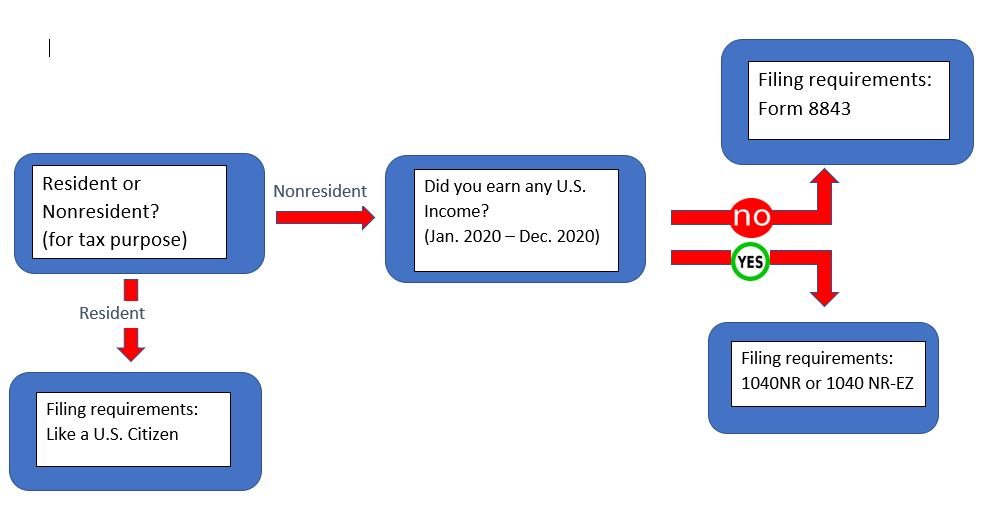 Resident or
Nonresident?
(for tax purpose)
Nonresident
Did you earn any U.S.
Income?
(Jan. 2020 – Dec. 2020)
no
YES
Filing requirements:
Form 8843
Filing requirements:
1040NR or 1040 NR-EZ
Resident
Filing requirements:
Like a U.S. Citizen